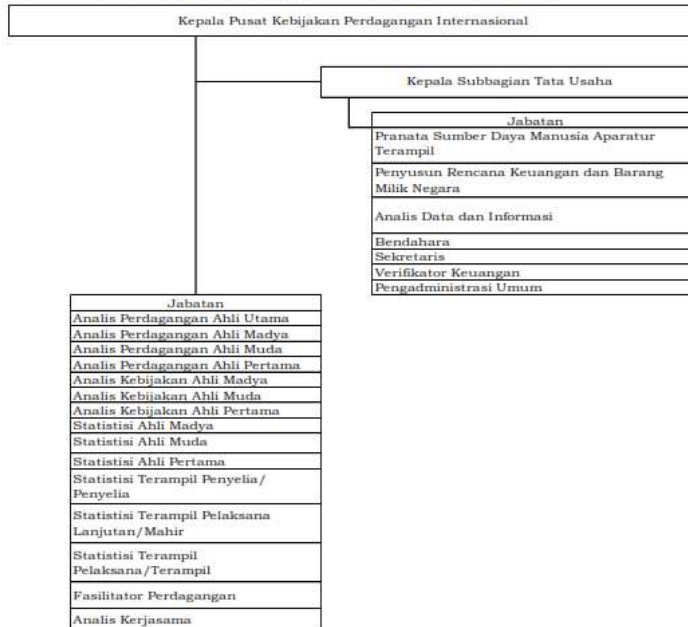 Kepala Pusat Kebijakan Perdagangan Internasional
Kepala Subbagian Tata Usaha
Jabatan
Pranata Sumber Daya Manusia Aparatur
Terampil
Penyusun Rencana Keuangan dan Barang
Milik Negara
Analis Data dan Informasi
Bendahara
Sekretaris
Verifikator Keuangan
Pengadministrasi Umum
Jabatan
Analis Perdagangan Ahli Utama
Analis Perdagangan Ahli Madya
Analis Perdagangan Ahli Muda
Analis Perdagangan Ahli Pertama
Analis Kebijakan Ahli Madya
Analis Kebijakan Ahli Muda
Analis Kebijakan Ahli Pertama
Statistisi Ahli Madya
Statistisi Ahli Muda
Statistisi Ahli Pertama
Statistisi Terampil Penyelia/
Penyelia
Statistisi Terampil Pelaksana
Lanjutan/Mahir
Statistisi Terampil
Pelaksana/Terampil
Fasilitator Perdagangan
Analis Kerjasama